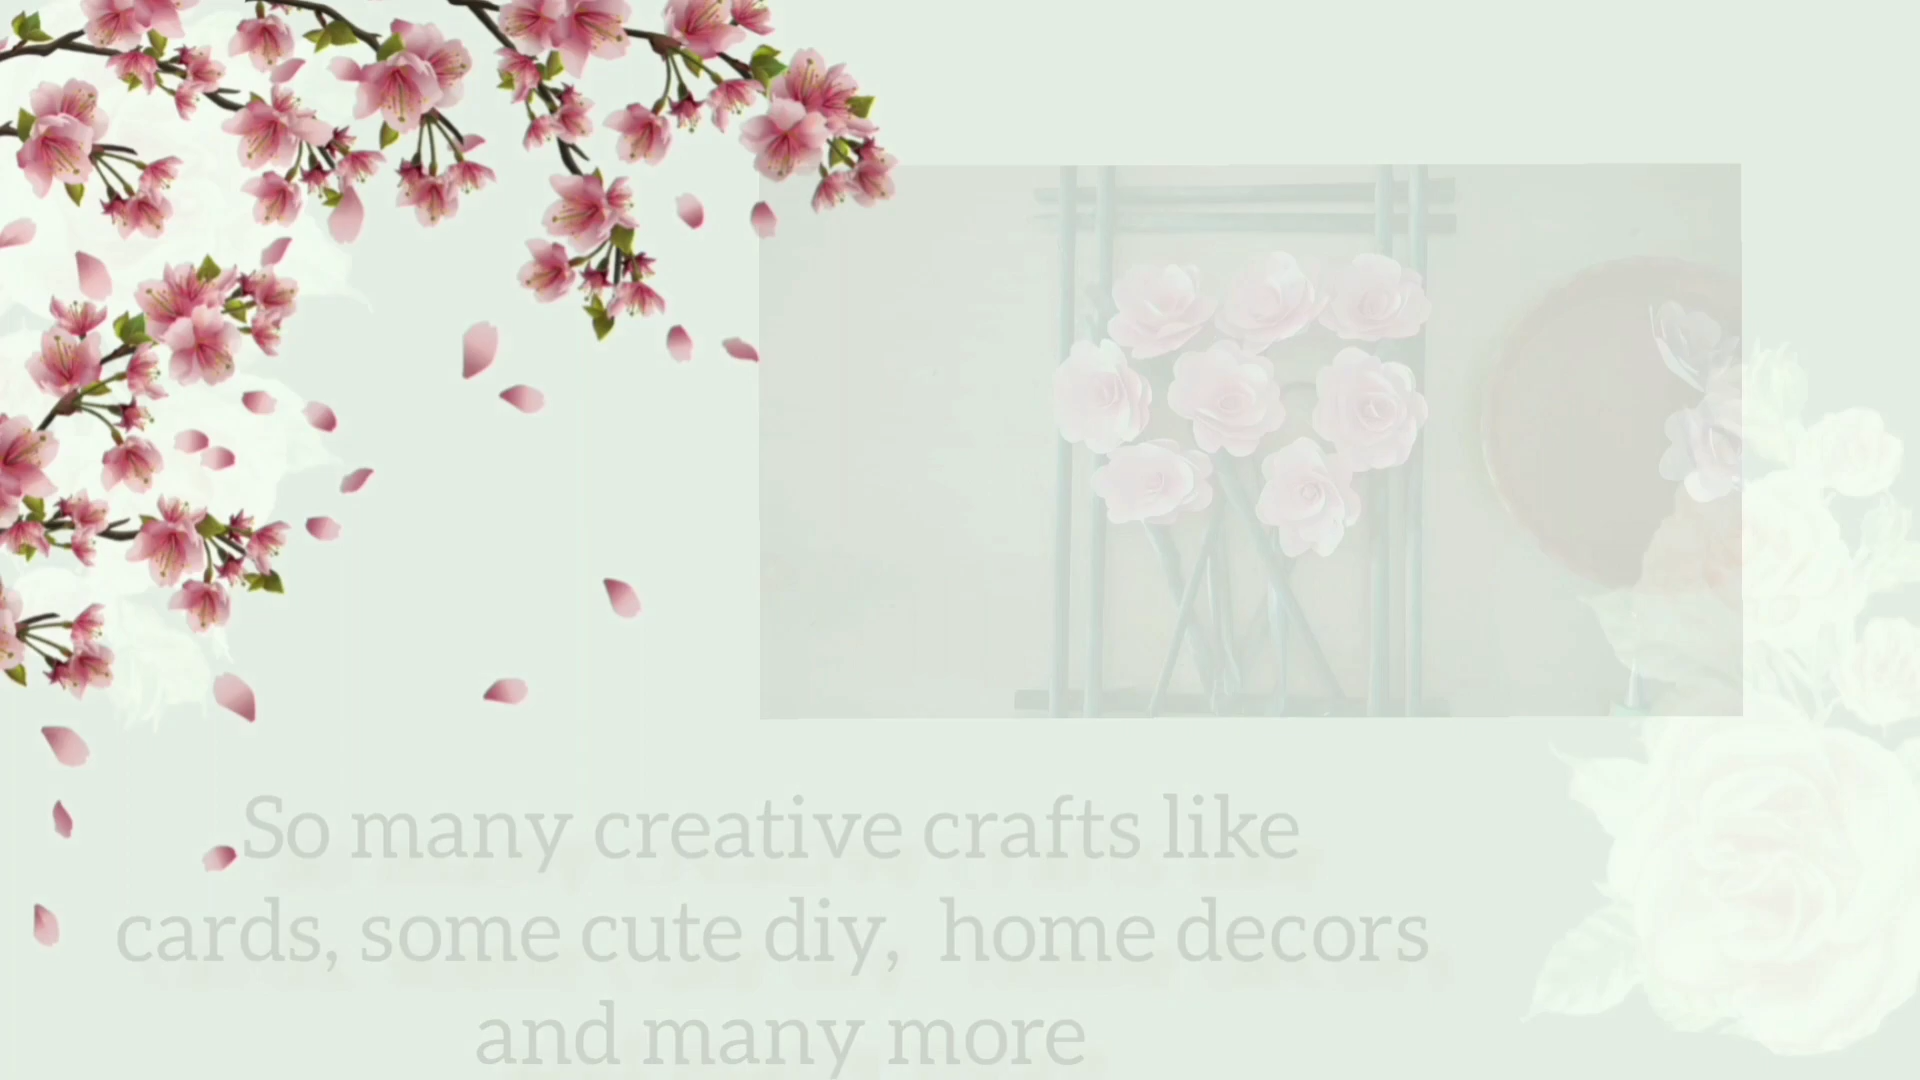 So many creative crafts like
cards, some cute diy,  home decors
and many more